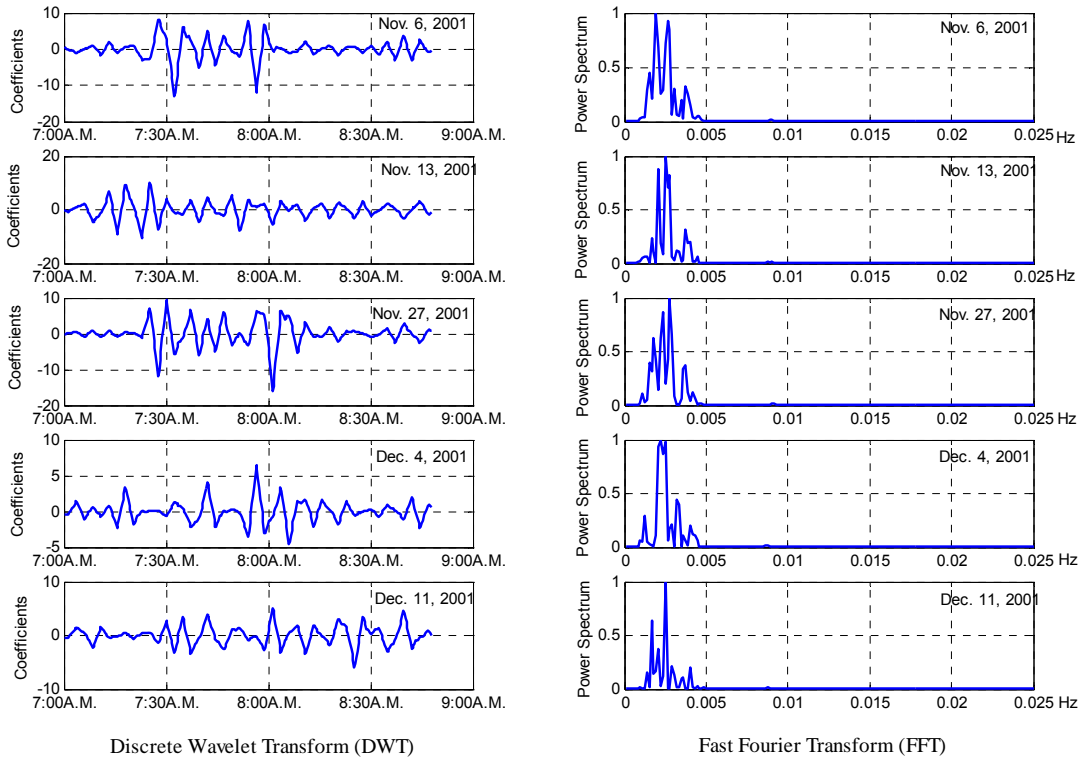 10
0
-10
-20
Coefficients
Nov. 6, 2001
7:00A.M. 7:30A.M. 8:00A.M. 8:30A.M. 9:00A.M.
1
0.5
0
Power Spectrum
Nov. 6, 2001
0 0.005 0.01 0.015 0.02 0.025 Hz
20
0
-20
Coefficients
Nov. 13, 2001
7:00A.M. 7:30A.M. 8:00A.M. 8:30A.M. 9:00A.M.
1
0.5
0
Power Spectrum
Nov. 13, 2001
0 0.005 0.01 0.015 0.02 0.025 Hz
10
0
-10
-20
Coefficients
Nov. 27, 2001
7:00A.M. 7:30A.M. 8:00A.M. 8:30A.M. 9:00A.M.
1
0.5
0
Power Spectrum
Nov. 27, 2001
0 0.005 0.01 0.015 0.02 0.025 Hz
10
5
0
-5
Coefficients
Dec. 4, 2001
7:00A.M. 7:30A.M. 8:00A.M. 8:30A.M. 9:00A.M.
1
0.5
0
Power Spectrum
Dec. 4, 2001
0 0.005 0.01 0.015 0.02 0.025 Hz
10
0
-10
Coefficients
Dec. 11, 2001
7:00A.M. 7:30A.M. 8:00A.M. 8:30A.M. 9:00A.M.
1
0.5
0
Power Spectrum
Dec. 11, 2001
0 0.005 0.01 0.015 0.02 0.025 Hz
Discrete Wavelet Transform (DWT)
Fast Fourier Transform (FFT)